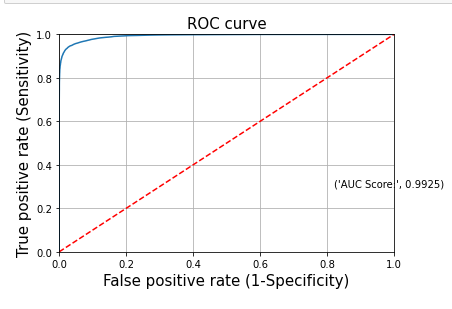 ROC curve
True positive rate (Sensitivity)
1.0
0.8
0.6
0.4
0.2
0.0
('AUC Score:', 0.9925)
0.0 0.2 0.4 0.6 0.8 1.0
False positive rate (1-Specificity)